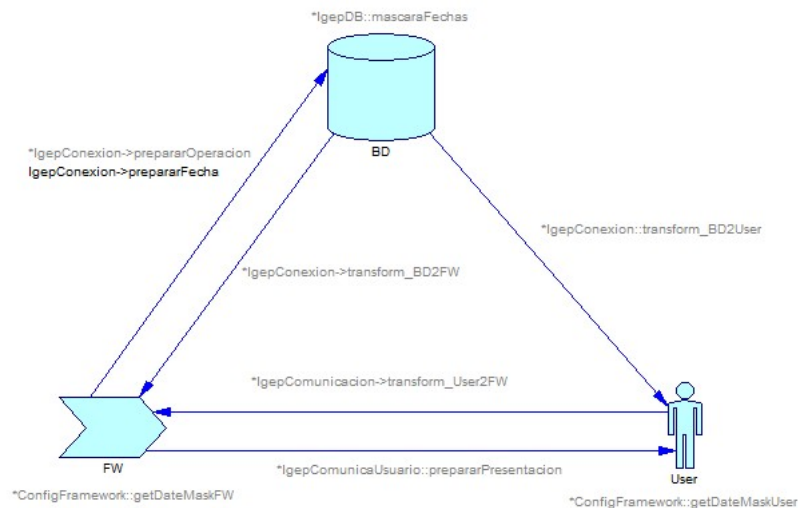 *IgepDB::mascaraFechas
BD
*IgepConexion->prepararOperacion
IgepConexion->prepararFecha
*IgepConexion::transform_BD2User
*IgepConexion->transform_BD2FW
*IgepComunicacion->transform_User2FW
FW
*IgepComunicaUsuario::prepararPresentacion
User
*ConfigFramework::getDateMaskFW
*ConfigFramework::getDateMaskUser